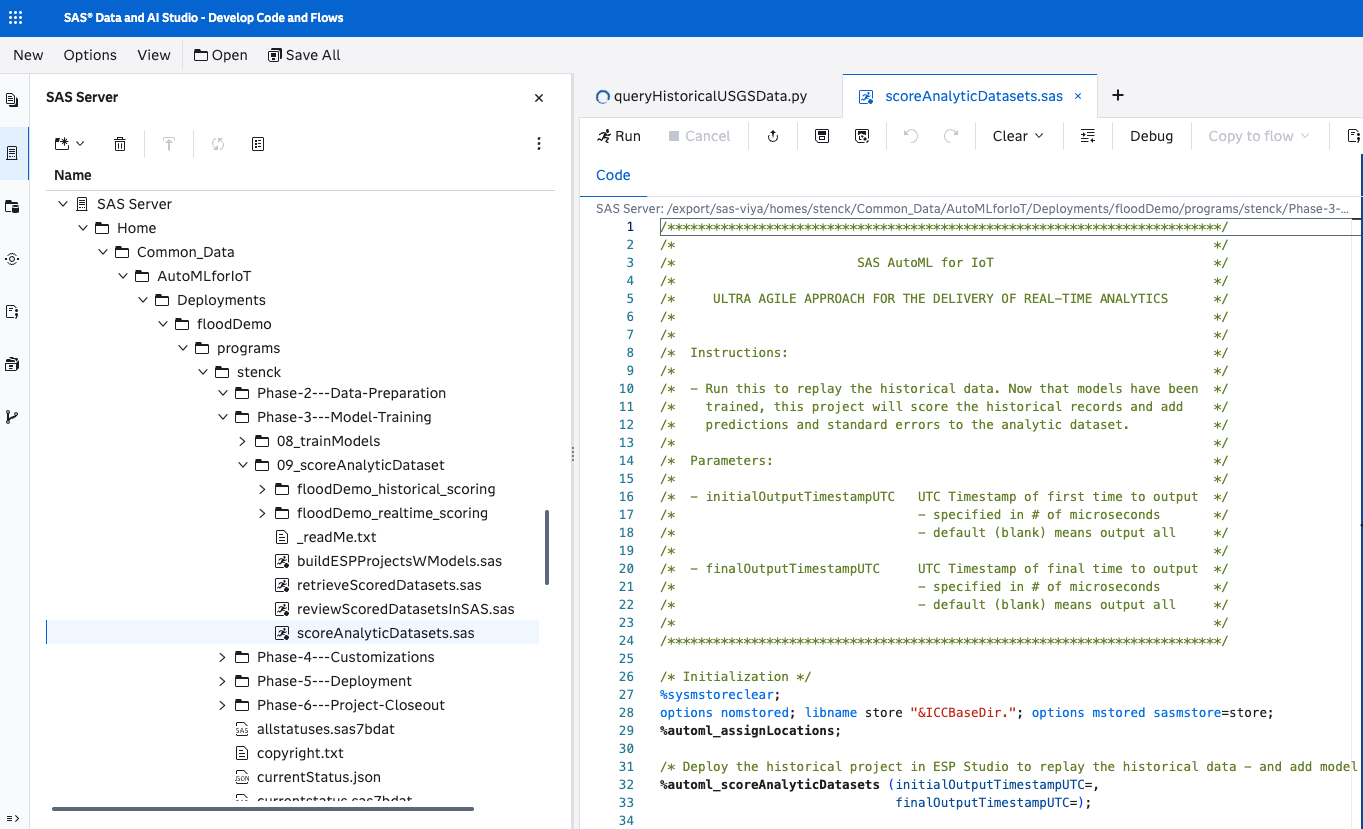 SAS® Data and AI Studio - Develop Code and Flows
New Options View Open Save All
SAS Server
Name
SAS Server
Home
Common_Data
AutoMLforIoT
Deployments
floodDemo
programs
stenck
Phase-2---Data-Preparation
Phase-3---Model-Training
08_trainModels
09_scoreAnalyticDataset
floodDemo_historical_scoring
floodDemo_realtime_scoring
_readMe.txt
buildESPProjectsWModels.sas
retrieveScoredDatasets.sas
reviewScoredDatasetsInSAS.sas
scoreAnalyticDatasets.sas
Phase-4---Customizations
Phase-5---Deployment
Phase-6---Project-Closeout
SAS allstatuses.sas7bdat
copyright.txt
JSON currentStatus.json
currentstatus.sas7bdat
queryHistoricalUSGSData.py scoreAnalyticDatasets.sas
Run Cancel Clear Debug Copy to flow
Code
SAS Server: /export/sas-viya/homes/stenck/Common_Data/AutoMLforIoT/Deployments/floodDemo/programs/stenck/Phase-3-...
1 /*************************************************************************/
2 /* */
3 /* SAS AutoML for IoT */
4 /* */
5 /* ULTRA AGILE APPROACH FOR THE DELIVERY OF REAL-TIME ANALYTICS */
6 /* */
7 /* */
8 /* Instructions: */
9 /* */
10 /* - Run this to replay the historical data. Now that models have been */
11 /* trained, this project will score the historical records and add */
12 /* predictions and standard errors to the analytic dataset. */
13 /* */
14 /* Parameters: */
15 /* */
16 /* - initialOutputTimestampUTC UTC Timestamp of first time to output */
17 /* - specified in # of microseconds */
18 /* - default (blank) means output all */
19 /* */
20 /* - finalOutputTimestampUTC UTC Timestamp of final time to output */
21 /* - specified in # of microseconds */
22 /* - default (blank) means output all */
23 /* */
24 /*************************************************************************/
25
26 /* Initialization */
27 %sysmstoreclear;
28 options nomstored; libname store "&ICCBaseDir."; options mstored sasmstore=store;
29 %automl_assignLocations;
30
31 /* Deploy the historical project in ESP Studio to replay the historical data - and add model
32 %automl_scoreAnalyticDatasets (initialOutputTimestampUTC=,
33 finalOutputTimestampUTC=);
34